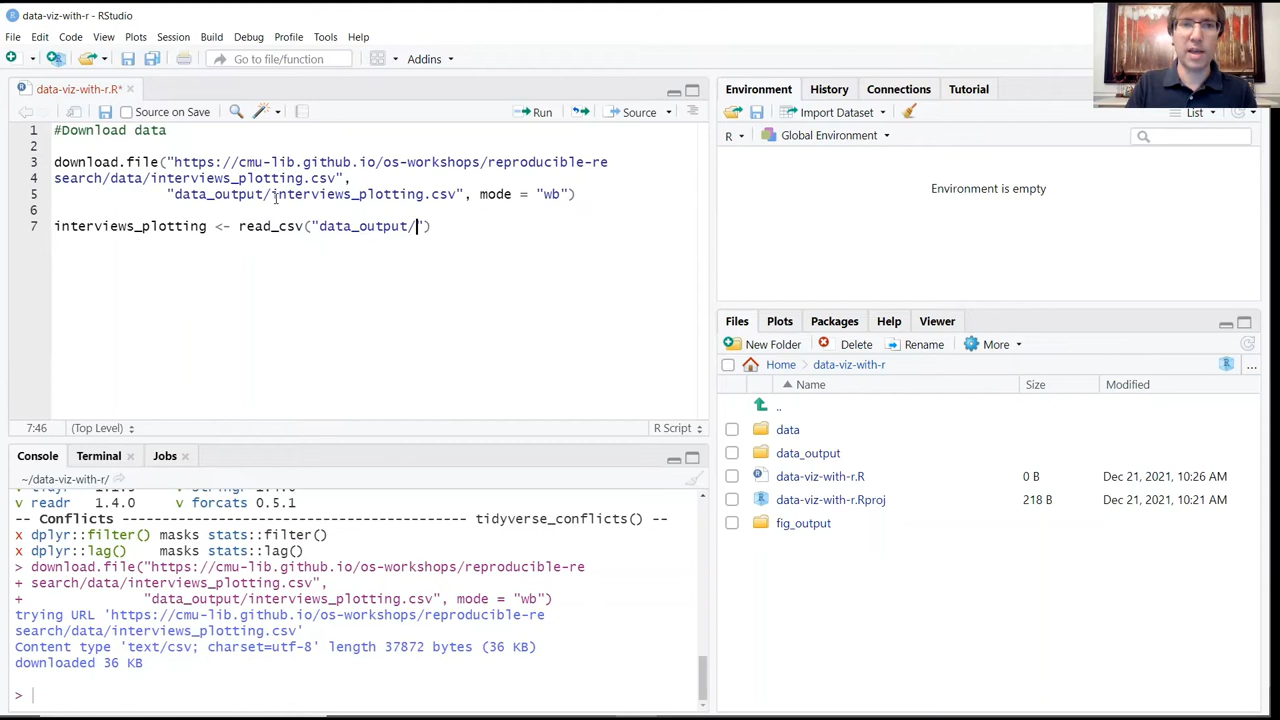 data-viz-with-r - RStudio
File Edit Code View Plots Session Build Debug Profile Tools Help
Go to file/function Addins
data-viz-with-r.R*
Source on Save Run Source
1 #Download data
2
3 download.file("https://cmu-lib.github.io/os-workshops/reproducible-re
4 search/data/interviews_plotting.csv",
5 "data_output/interviews_plotting.csv", mode = "wb")
6
7 interviews_plotting <- read_csv("data_output/")
7:46 (Top Level) R Script
Console Terminal Jobs
~/data-viz-with-r/
v readr 1.4.0 v forcats 0.5.1
-- Conflicts ------------------------------------------ tidyverse_conflicts() --
x dplyr::filter() masks stats::filter()
x dplyr::lag() masks stats::lag()
> download.file("https://cmu-lib.github.io/os-workshops/reproducible-re
+ search/data/interviews_plotting.csv",
+ "data_output/interviews_plotting.csv", mode = "wb")
trying URL 'https://cmu-lib.github.io/os-workshops/reproducible-re
search/data/interviews_plotting.csv'
Content type 'text/csv; charset=utf-8' length 37872 bytes (36 KB)
downloaded 36 KB
>
Environment History Connections Tutorial
Import Dataset List
R Global Environment
Environment is empty
Files Plots Packages Help Viewer
New Folder Delete Rename More
Home data-viz-with-r ...
Name Size Modified
..
data
data_output
data-viz-with-r.R 0 B Dec 21, 2021, 10:26 AM
data-viz-with-r.Rproj 218 B Dec 21, 2021, 10:21 AM
fig_output